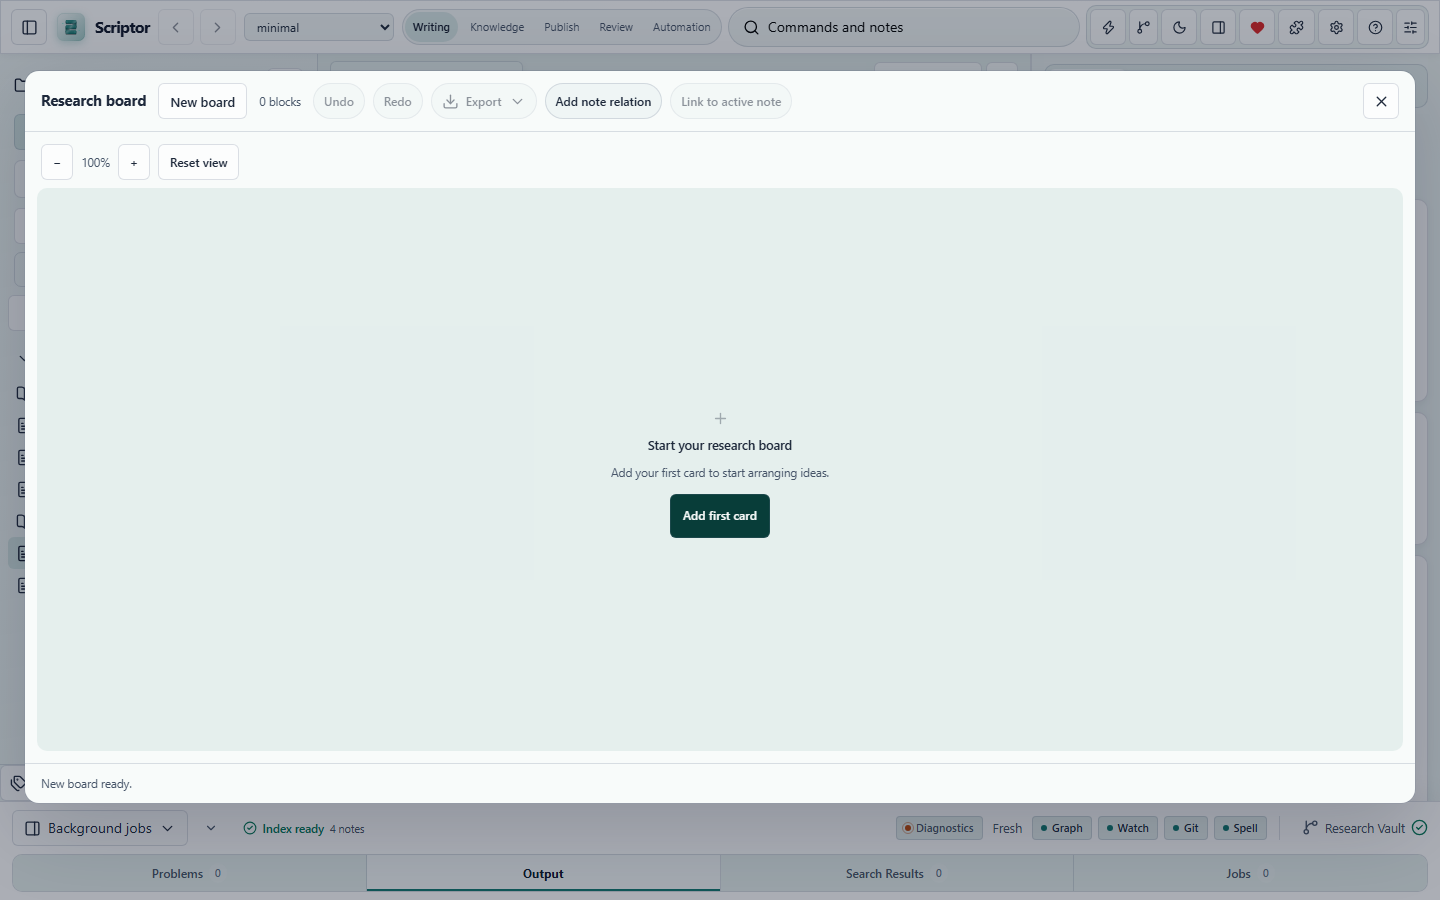 Scriptor
minimal
Writing
Knowledge
Publish
Review
Automation
Commands and notes
Research board
New board
0 blocks
Undo
Redo
Export
Add note relation
Link to active note
−
100%
+
Reset view
Start your research board
Add your first card to start arranging ideas.
Add first card
New board ready.
Background jobs
Index ready
4 notes
Diagnostics
Fresh
Graph
Watch
Git
Spell
Research Vault
Problems 0
Output
Search Results 0
Jobs 0